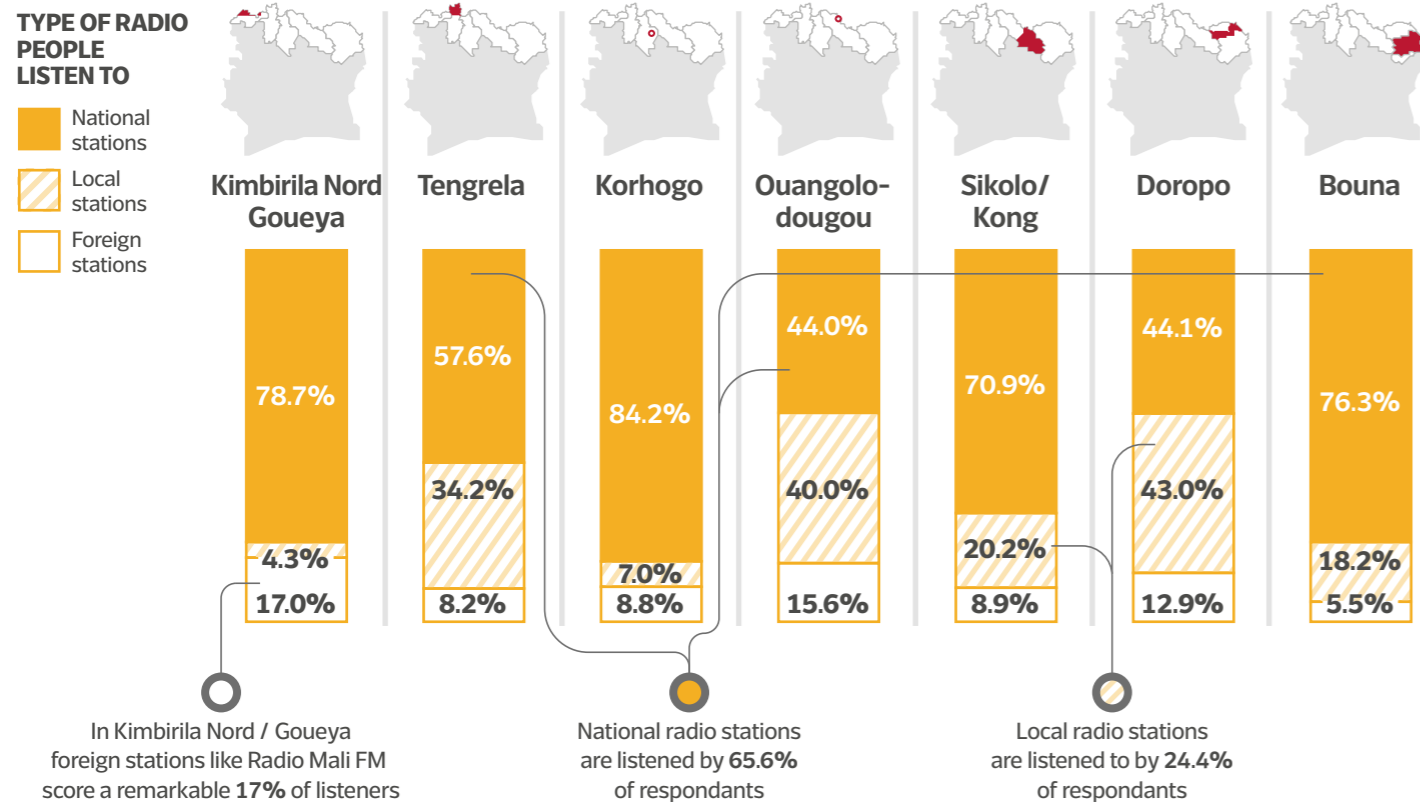 TYPE OF RADIO
PEOPLE
LISTEN TO
National
stations
Local
stations
Foreign
stations
Kimbirila Nord
Goueya
Tengrela
Korhogo
Ouangolo-
dougou
Sikolo/
Kong
Doropo
Bouna
78.7%
4.3%
17.0%
57.6%
34.2%
8.2%
84.2%
7.0%
8.8%
44.0%
40.0%
15.6%
70.9%
20.2%
8.9%
44.1%
43.0%
12.9%
76.3%
18.2%
5.5%
In Kimbirila Nord / Goueya
foreign stations like Radio Mali FM
score a remarkable 17% of listeners
National radio stations
are listened by 65.6%
of respondants
Local radio stations
are listened to by 24.4%
of respondants